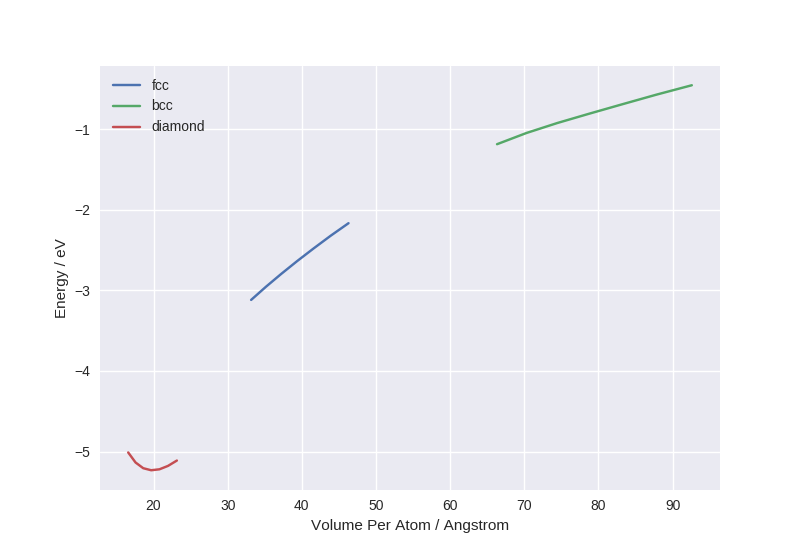 fcc
bcc
diamond
−1
−2
−3
−4
−5
Energy / eV
20 30 40 50 60 70 80 90
Volume Per Atom / Angstrom